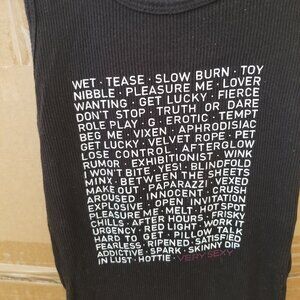 WET · TEASE · SLOW BURN · TOY
NIBBLE · PLEASURE ME · LOVER
WANTING · GET LUCKY · FIERCE
DON'T STOP · TRUTH OR DARE
ROLE PLAY · G · EROTIC · TEMPT
BEG ME · VIXEN · APHRODISIAC
GET LUCKY · VELVET ROPE · PET
LOSE CONTROL · AFTERGLOW
RUMOR · EXHIBITIONIST · WINK
I WON'T BITE · YES! · BLINDFOLD
MINX · BETWEEN THE SHEETS
MAKE OUT · PAPARAZZI · VEXED
AROUSED · INNOCENT · CRUSH
EXPLOSIVE · OPEN INVITATION
PLEASURE ME · MELT · HOT SPOT
CHILLS · AFTER HOURS · FRISKY
URGENCY · RED LIGHT · WORK IT
HARD TO GET · PILLOW TALK
FEARLESS · RIPENED · SATISFIED
ADDICTIVE · SPARK · SKINNY DIP
IN LUST · HOTTIE · VERY SEXY